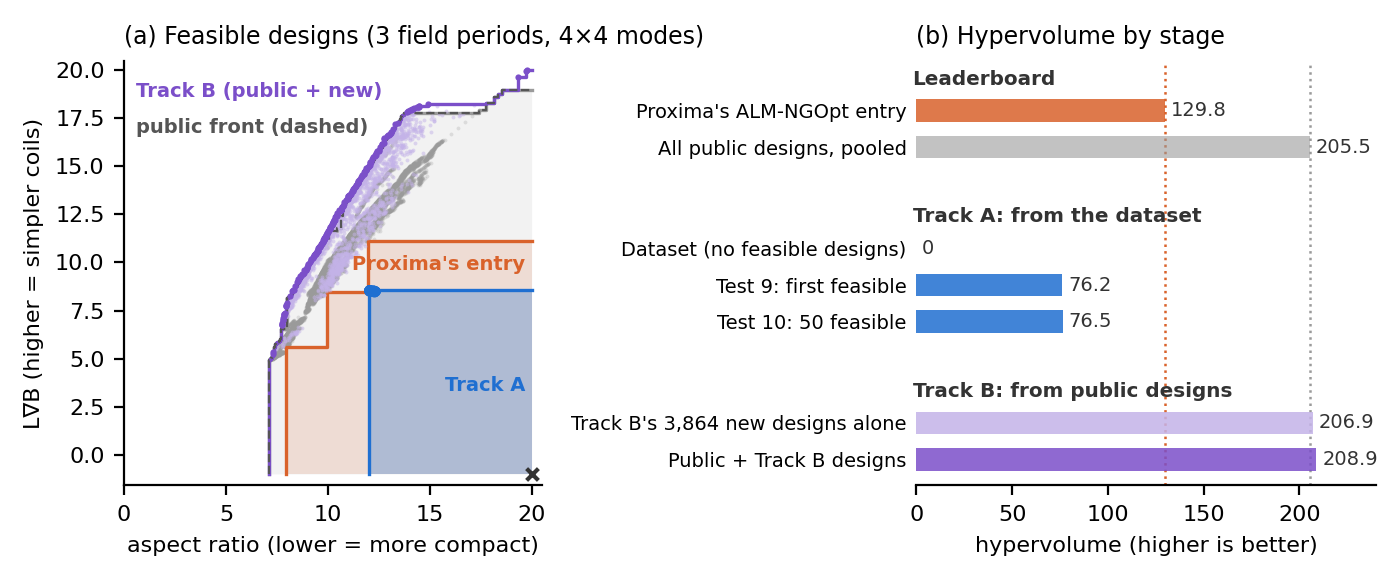 (a) Feasible designs (3 field periods, 4×4 modes)
L∇B (higher = simpler coils)
20.0
17.5
15.0
12.5
10.0
7.5
5.0
2.5
0.0
Track B (public + new)
public front (dashed)
Proxima's entry
Track A
0
5
10
15
20
aspect ratio (lower = more compact)
(b) Hypervolume by stage
Leaderboard
Proxima's ALM-NGOpt entry
129.8
All public designs, pooled
205.5
Track A: from the dataset
Dataset (no feasible designs)
0
Test 9: first feasible
76.2
Test 10: 50 feasible
76.5
Track B: from public designs
Track B's 3,864 new designs alone
206.9
Public + Track B designs
208.9
0
50
100
150
200
hypervolume (higher is better)